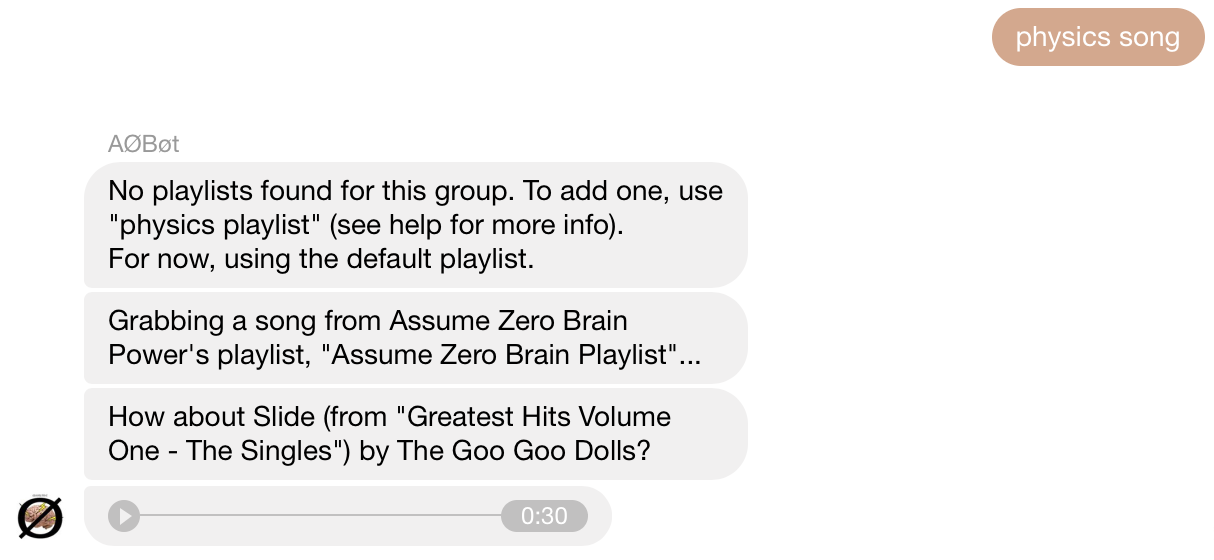 physics song
AØBøt
No playlists found for this group. To add one, use
"physics playlist" (see help for more info).
For now, using the default playlist.
Grabbing a song from Assume Zero Brain
Power's playlist, "Assume Zero Brain Playlist"...
How about Slide (from "Greatest Hits Volume
One - The Singles") by The Goo Goo Dolls?
0:30